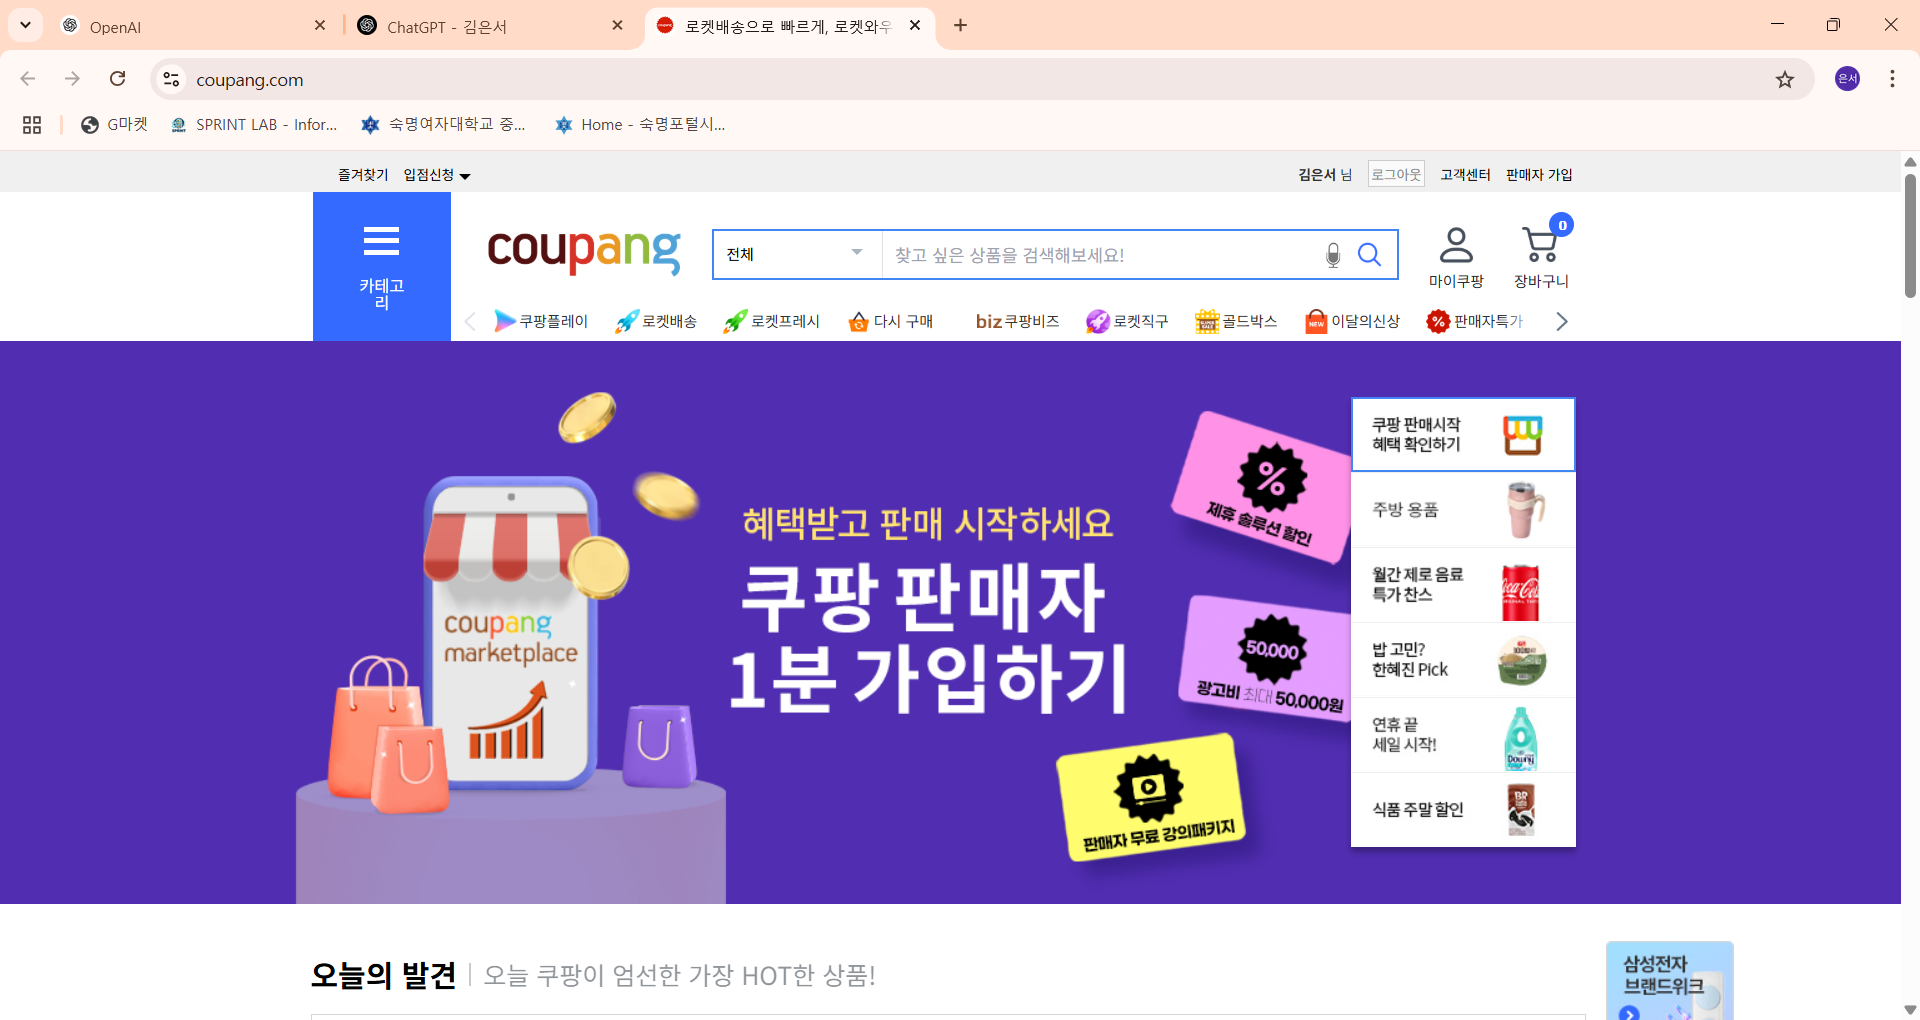 OpenAI
ChatGPT - 김은서
로켓배송으로 빠르게, 로켓와우
coupang.com
은서
G마켓
SPRINT LAB - Infor...
숙명여자대학교 중...
Home - 숙명포털시...
즐겨찾기
입점신청
김은서 님
로그아웃
고객센터
판매자 가입
카테고
리
coupang
전체
찾고 싶은 상품을 검색해보세요!
마이쿠팡
0
장바구니
쿠팡플레이
로켓배송
로켓프레시
다시 구매
biz 쿠팡비즈
로켓직구
골드박스
NEW
이달의신상
판매자특가
coupang
marketplace
혜택받고 판매 시작하세요
쿠팡 판매자
1분 가입하기
%
제휴 솔루션 할인
50,000
광고비 최대 50,000원
판매자 무료 강의패키지
쿠팡 판매시작
혜택 확인하기
주방 용품
월간 제로 음료
특가 찬스
Coca-Cola
밥 고민?
한혜진 Pick
연휴 끝
세일 시작!
Downy
식품 주말 할인
BR
오늘의 발견
오늘 쿠팡이 엄선한 가장 HOT한 상품!
삼성전자
브랜드위크